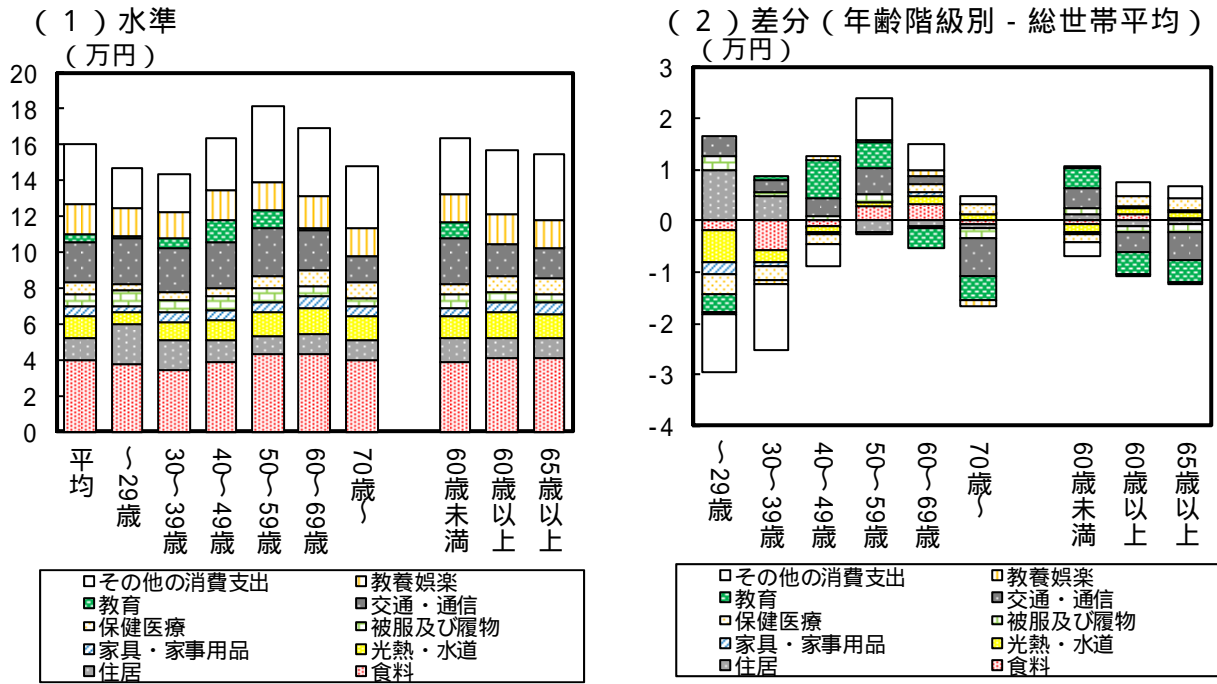 (1)水準
(万円)
20
18
16
14
12
10
8
6
4
2
0
平均
~29歳
30~39歳
40~49歳
50~59歳
60~69歳
70歳~
60歳未満
60歳以上
65歳以上
その他の消費支出 教養娯楽
教育 交通・通信
保健医療 被服及び履物
家具・家事用品 光熱・水道
住居 食料
(2)差分(年齢階級別-総世帯平均)
(万円)
3
2
1
0
-1
-2
-3
-4
~29歳
30~39歳
40~49歳
50~59歳
60~69歳
70歳~
60歳未満
60歳以上
65歳以上
その他の消費支出 教養娯楽
教育 交通・通信
保健医療 被服及び履物
家具・家事用品 光熱・水道
住居 食料